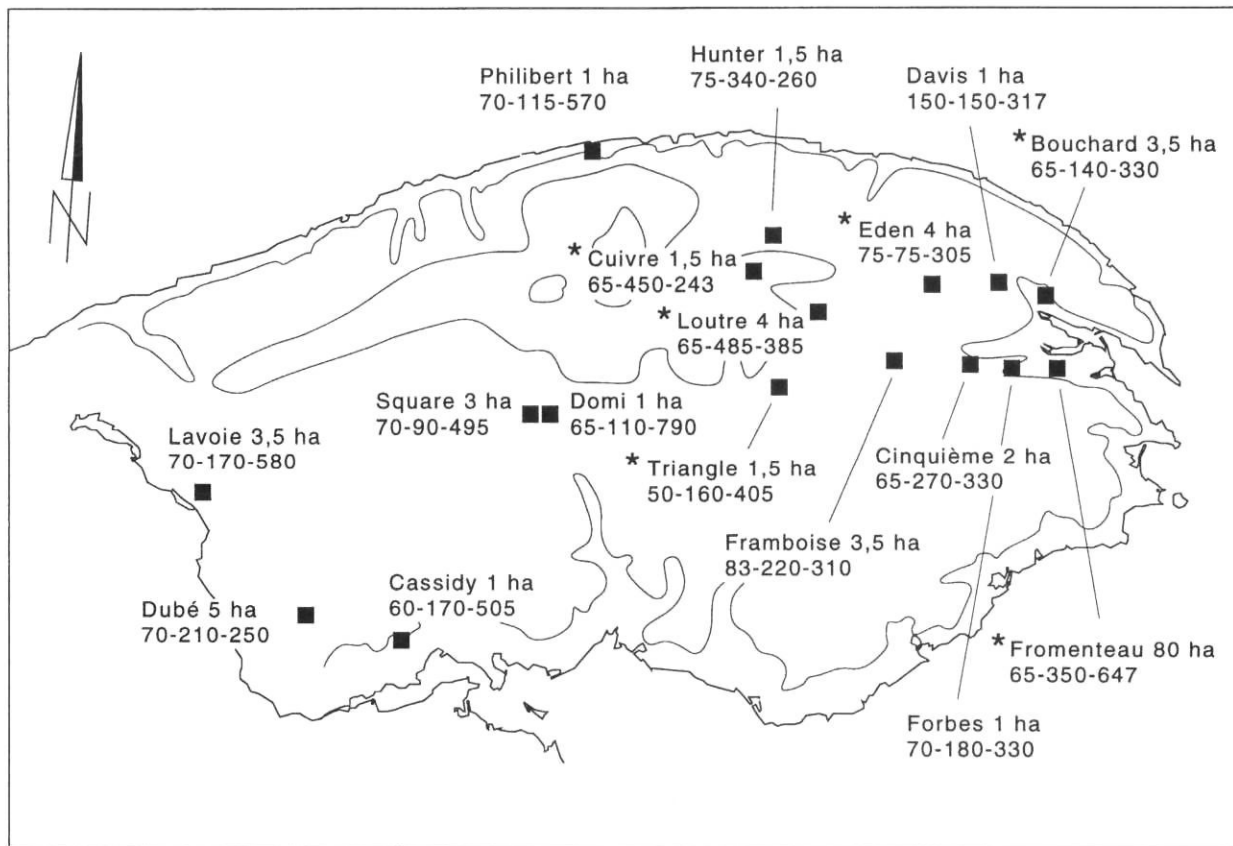 Hunter 1,5 ha
75-340-260
Philibert 1 ha
70-115-570
Davis 1 ha
150-150-317
* Bouchard 3,5 ha
65-140-330
N
* Eden 4 ha
75-75-305
* Cuivre 1,5 ha
65-450-243
* Loutre 4 ha
65-485-385
Square 3 ha
70-90-495
Domi 1 ha
65-110-790
Lavoie 3,5 ha
70-170-580
* Triangle 1,5 ha
50-160-405
Cinquième 2 ha
65-270-330
Framboise 3,5 ha
83-220-310
Cassidy 1 ha
60-170-505
Dubé 5 ha
70-210-250
* Fromenteau 80 ha
65-350-647
Forbes 1 ha
70-180-330